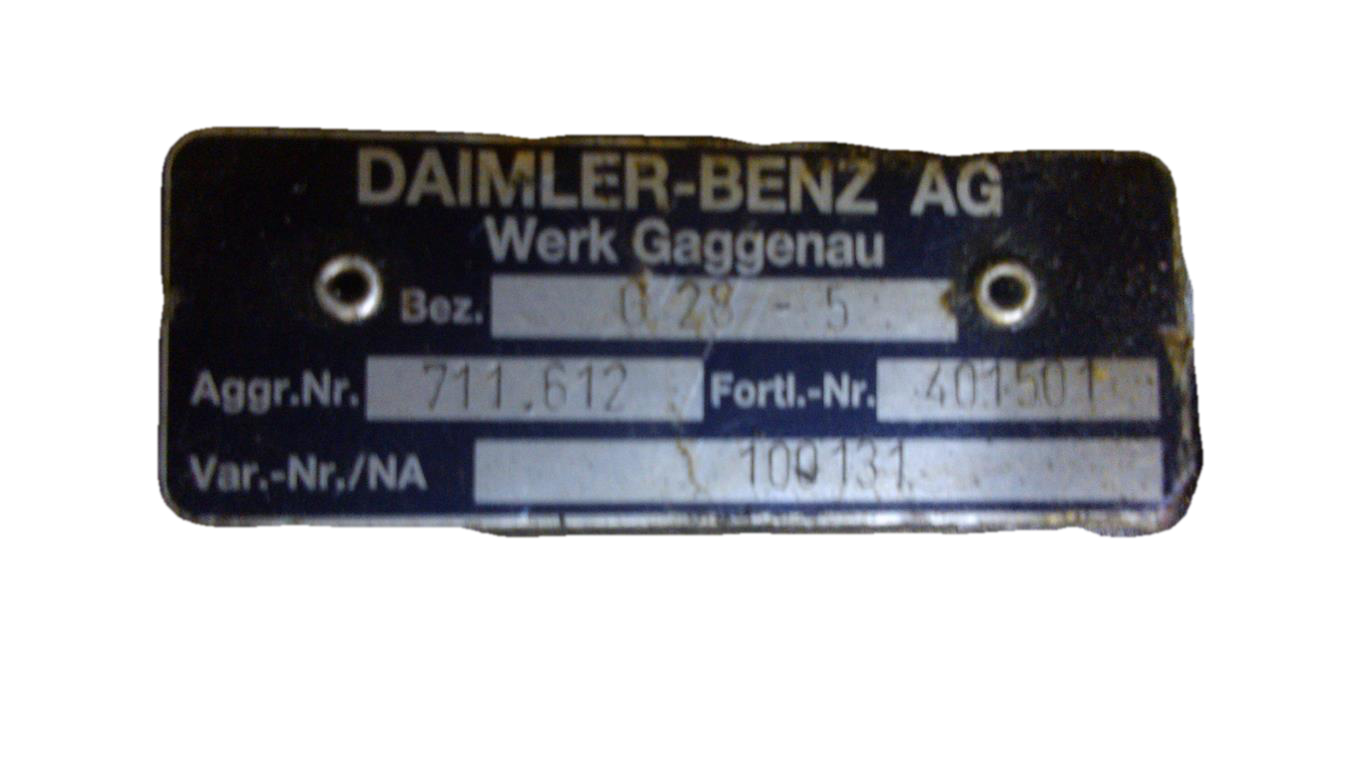 DAIMLER-BENZ AG
Werk Gaggenau
Bez. G 28 - 5
Aggr.Nr. 711.612 Fortl.-Nr. 401501
Var.-Nr./NA 100131